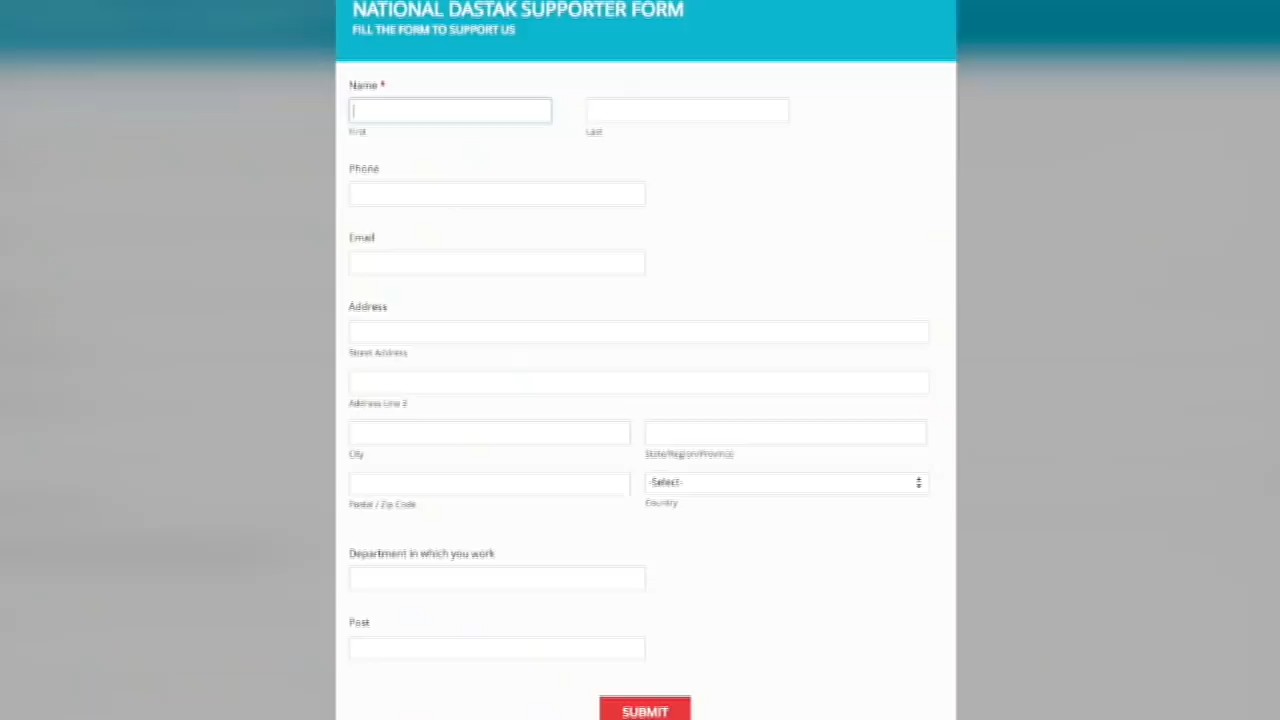 NATIONAL DASTAK SUPPORTER FORM
FILL THE FORM TO SUPPORT US
Name *
First Last
Phone
Email
Address
Street Address
Address Line 2
City State/Region/Province
-Select-
Postal / Zip Code Country
Department in which you work
Post
SUBMIT